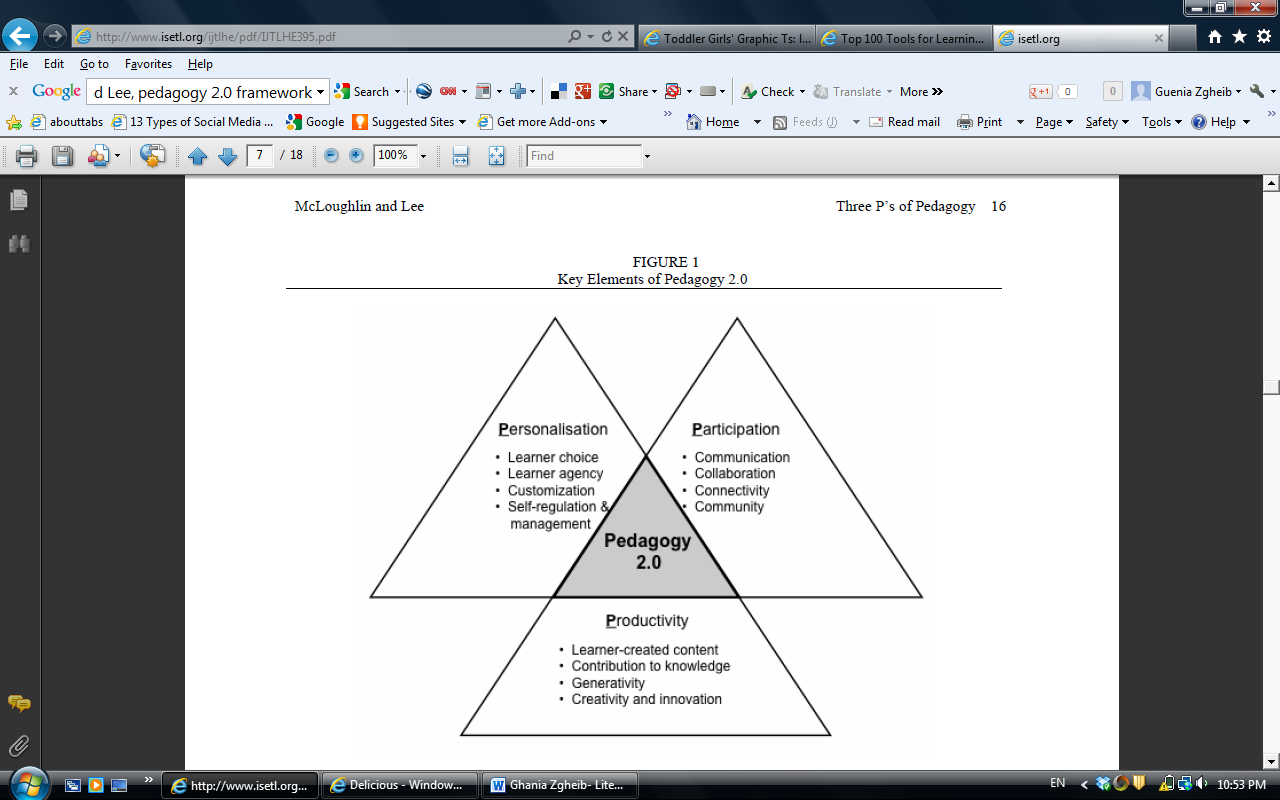 http://www.isetl.org/ijtlhe/pdf/IJTLHE395.pdf
Toddler Girls' Graphic Ts: I...
Top 100 Tools for Learnin...
isetl.org
File Edit Go to Favorites Help
x Google d Lee, pedagogy 2.0 framework Search Share Check Translate More » +1 0 0 Guenia Zgheib
abouttabs 13 Types of Social Media ... Google Suggested Sites Get more Add-ons » Home Feeds (J) Read mail Print Page Safety Tools Help »
7 / 18 100% Find
McLoughlin and Lee Three P's of Pedagogy 16
FIGURE 1
Key Elements of Pedagogy 2.0
Personalisation
• Learner choice
• Learner agency
• Customization
• Self-regulation &
management
Participation
• Communication
• Collaboration
• Connectivity
• Community
Pedagogy
2.0
Productivity
• Learner-created content
• Contribution to knowledge
• Generativity
• Creativity and innovation
» http://www.isetl.org... Delicious - Window... Ghania Zgheib- Lite... EN 10:53 PM